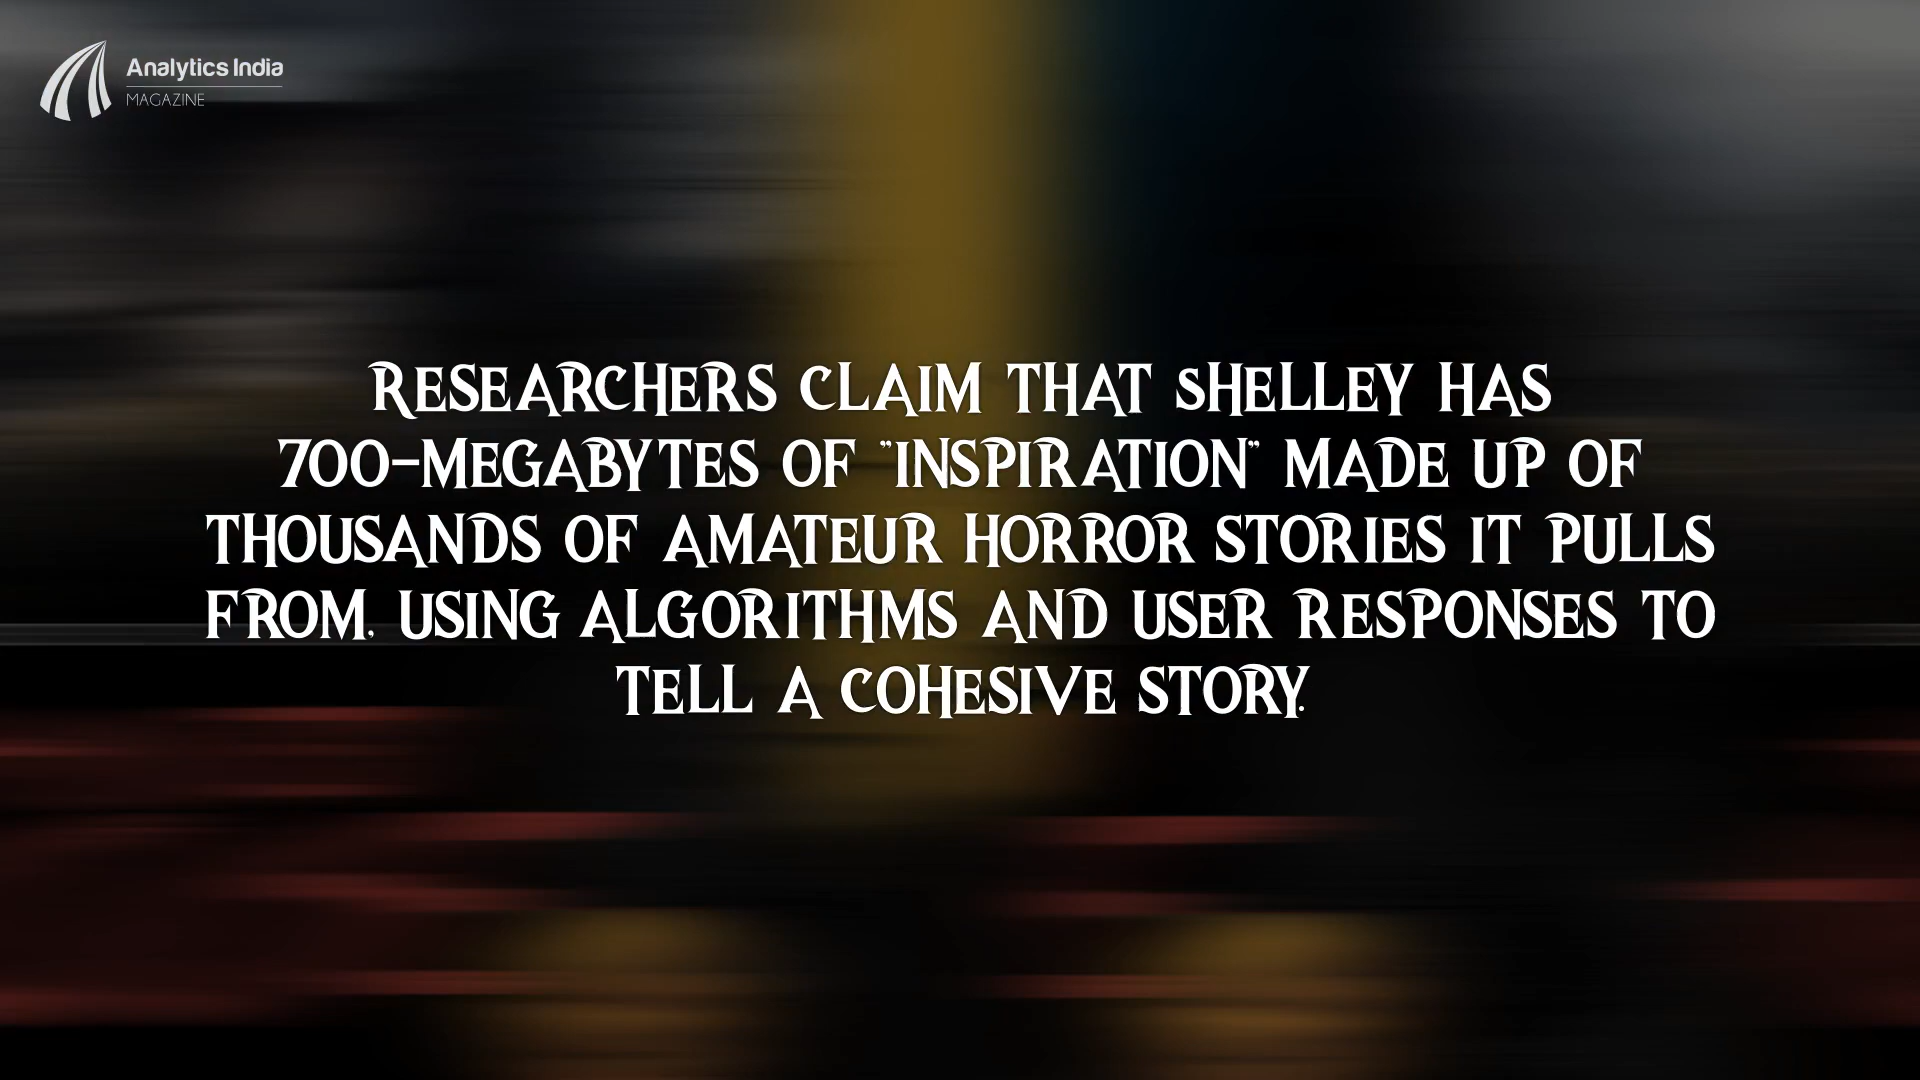 Analytics India
MAGAZINE
RESEARCHERS CLAIM THAT SHELLEY HAS
700-MEGABYTES OF "INSPIRATION" MADE UP OF
THOUSANDS OF AMATEUR HORROR STORIES IT PULLS
FROM, USING ALGORITHMS AND USER RESPONSES TO
TELL A COHESIVE STORY.